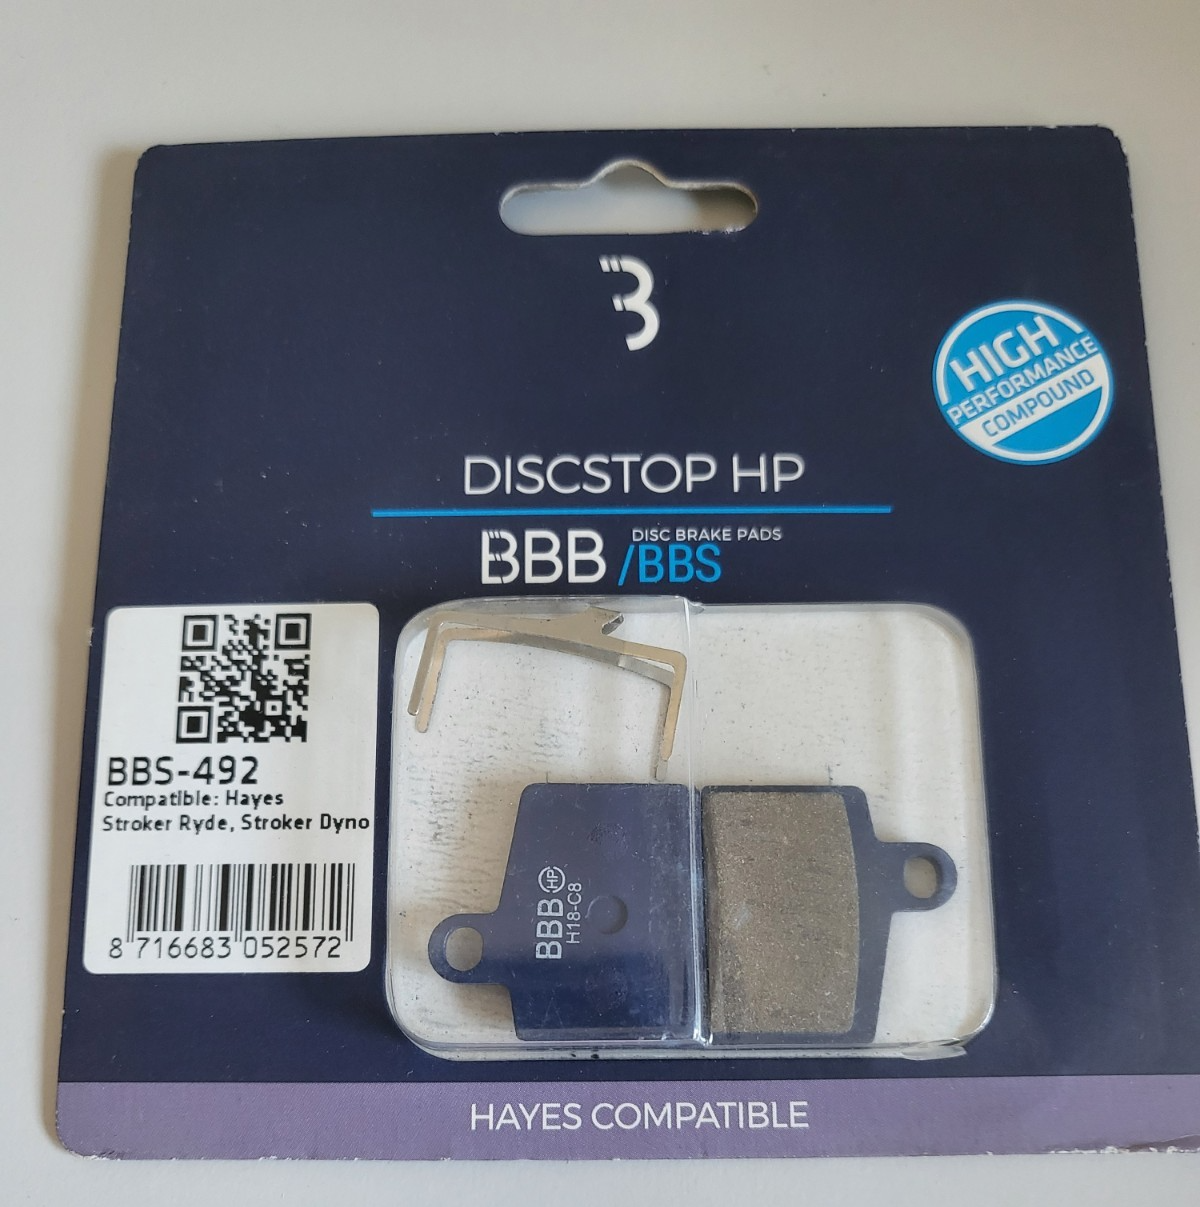 HIGH
PERFORMANCE
COMPOUND
DISCSTOP HP
BBB /BBS
DISC BRAKE PADS
BBS-492
Compatible: Hayes
Stroker Ryde, Stroker Dyno
8 716683 052572
BBB HP
H18-C8
HAYES COMPATIBLE